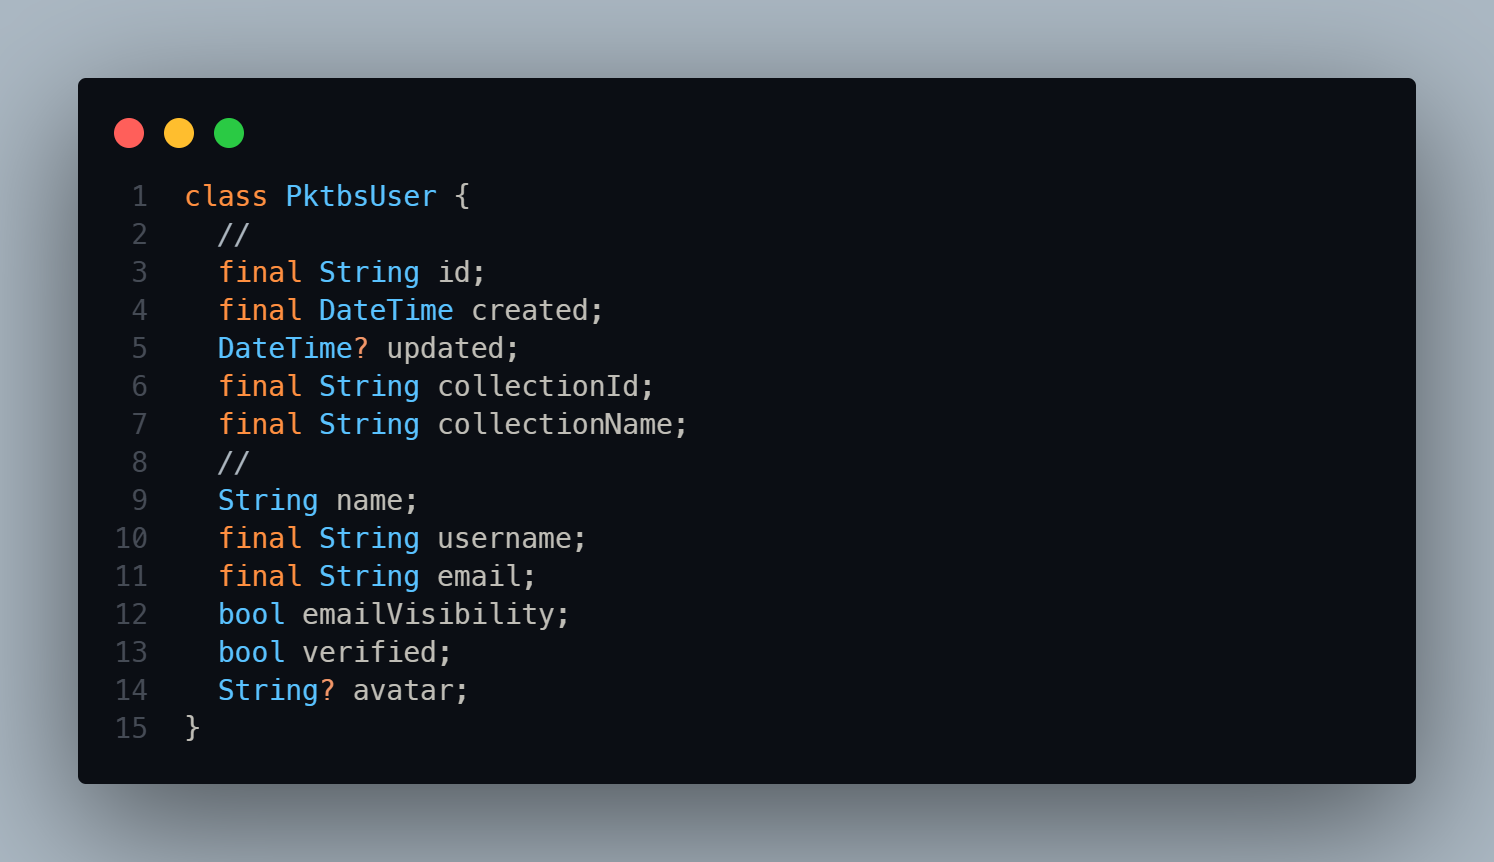 1 class PktbsUser {
2   //
3   final String id;
4   final DateTime created;
5   DateTime? updated;
6   final String collectionId;
7   final String collectionName;
8   //
9   String name;
10   final String username;
11   final String email;
12   bool emailVisibility;
13   bool verified;
14   String? avatar;
15 }